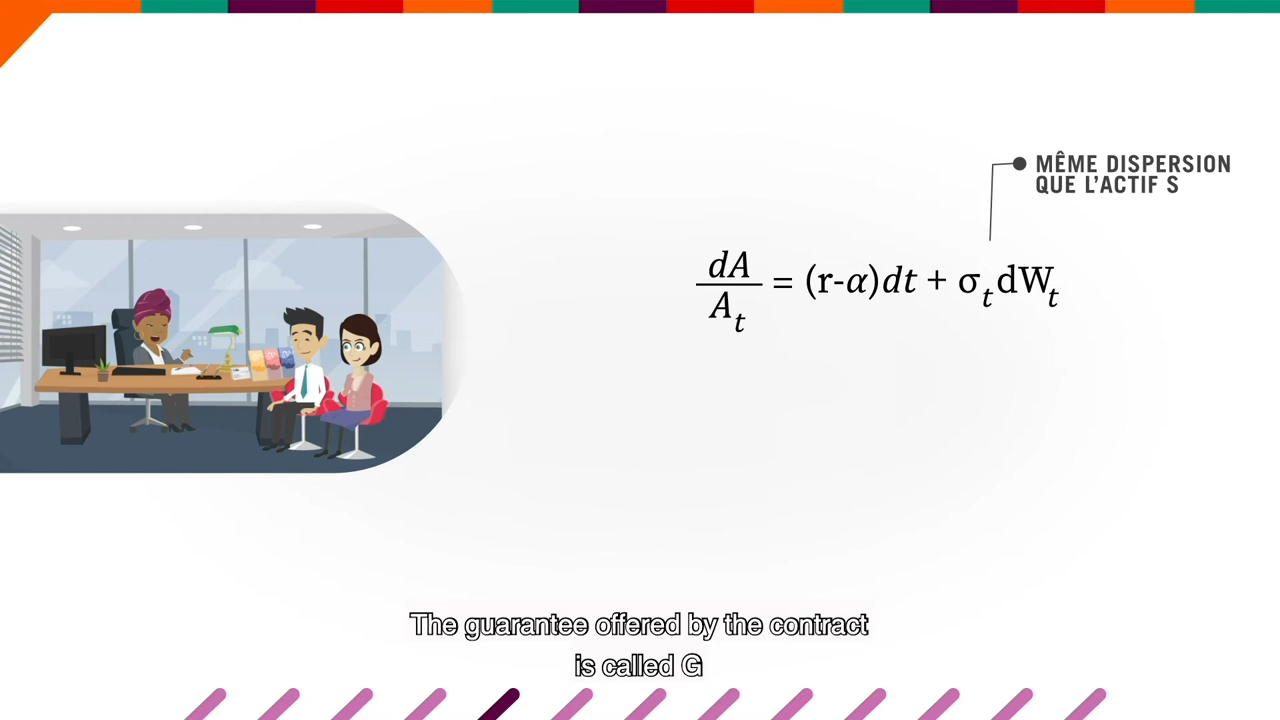 MÊME DISPERSION
QUE L'ACTIF S
dA/A_t = (r-α)dt + σ_t dW_t
The guarantee offered by the contract
is called G